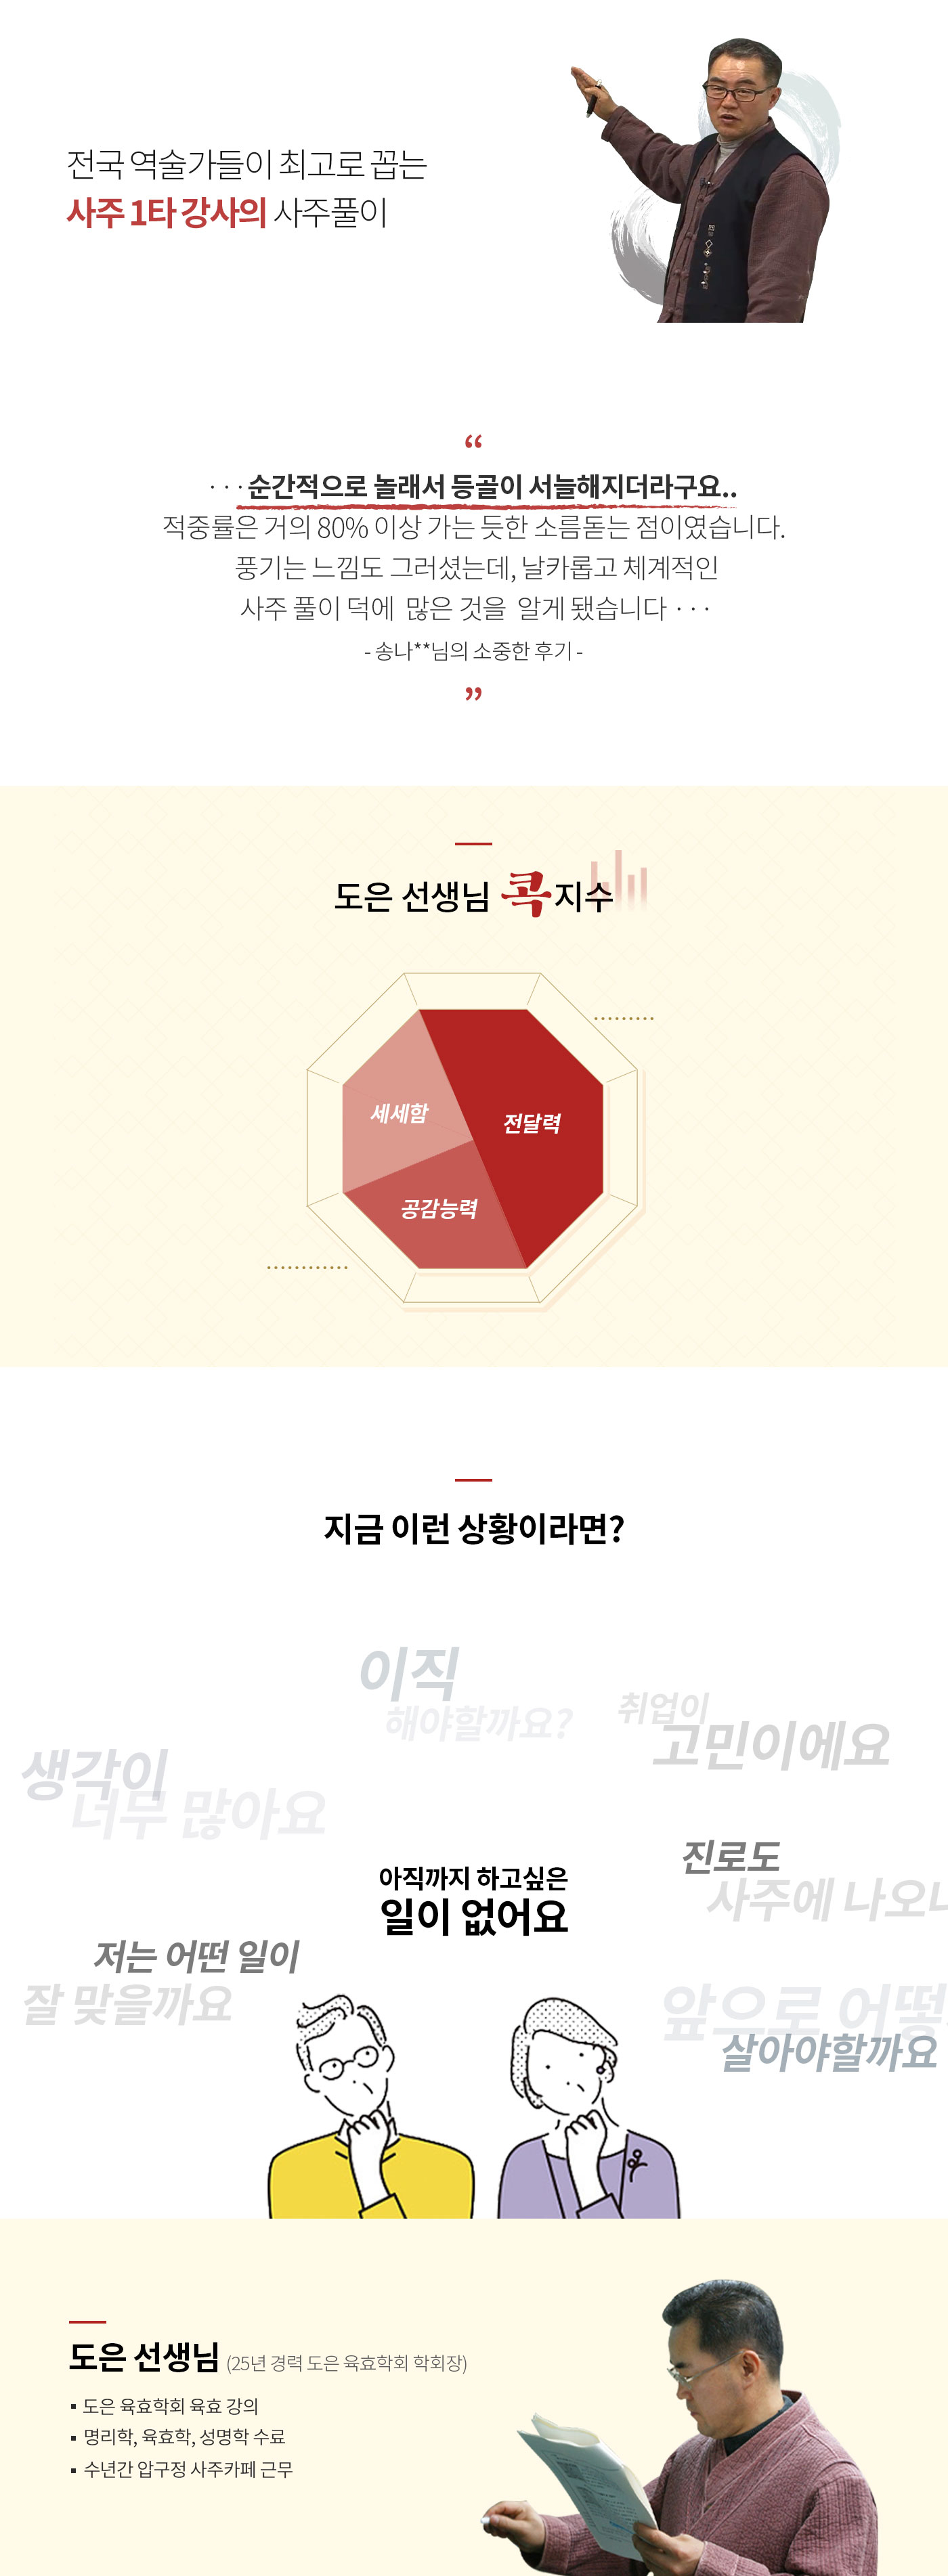 전국 역술가들이 최고로 꼽는
사주 1타 강사의 사주풀이
“
· · · 순간적으로 놀래서 등골이 서늘해지더라구요..
적중률은 거의 80% 이상 가는 듯한 소름돋는 점이였습니다.
풍기는 느낌도 그러셨는데, 날카롭고 체계적인
사주 풀이 덕에 많은 것을 알게 됐습니다 · · ·
- 송나**님의 소중한 후기 -
”
도은 선생님 콕지수
세세함
전달력
공감능력
지금 이런 상황이라면?
이직
해야할까요?
취업이
고민이에요
생각이
너무 많아요
진로도
사주에 나오나
아직까지 하고싶은
일이 없어요
저는 어떤 일이
잘 맞을까요
앞으로 어떻
살아야할까요
도은 선생님 (25년 경력 도은 육효학회 학회장)
▪ 도은 육효학회 육효 강의
▪ 명리학, 육효학, 성명학 수료
▪ 수년간 압구정 사주카페 근무